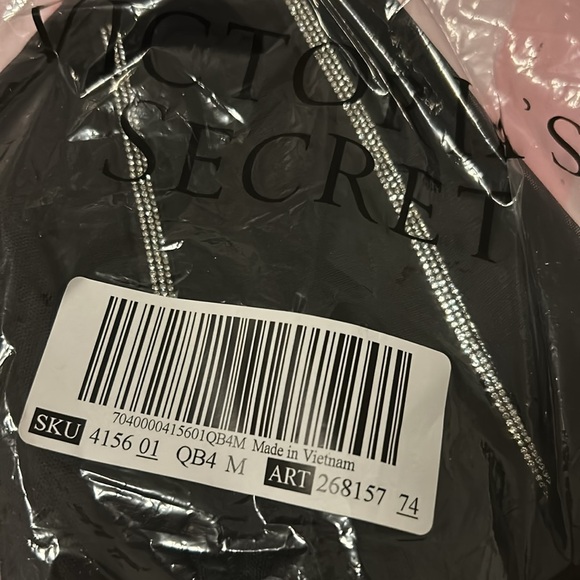 VICTORIA'S
SECRET
7040000415601QB4M Made in Vietnam
SKU 4156 01 QB4 M ART 268157 74